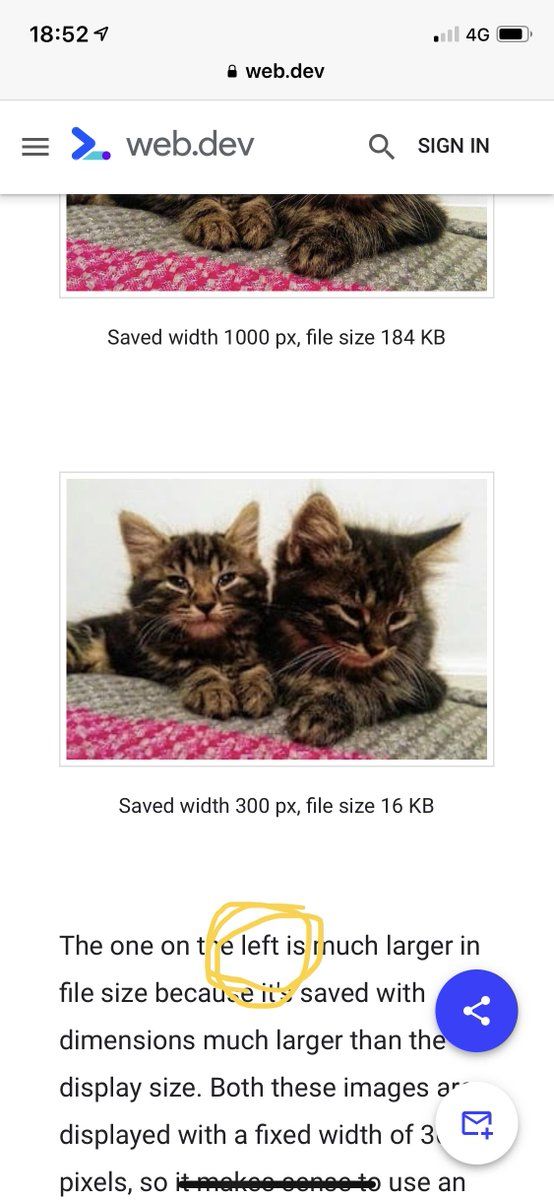 18:52
4G
web.dev
web.dev
SIGN IN
Saved width 1000 px, file size 184 KB
Saved width 300 px, file size 16 KB
The one on the left is much larger in
file size because it's saved with
dimensions much larger than the
display size. Both these images are
displayed with a fixed width of
pixels, so it makes sense to use an